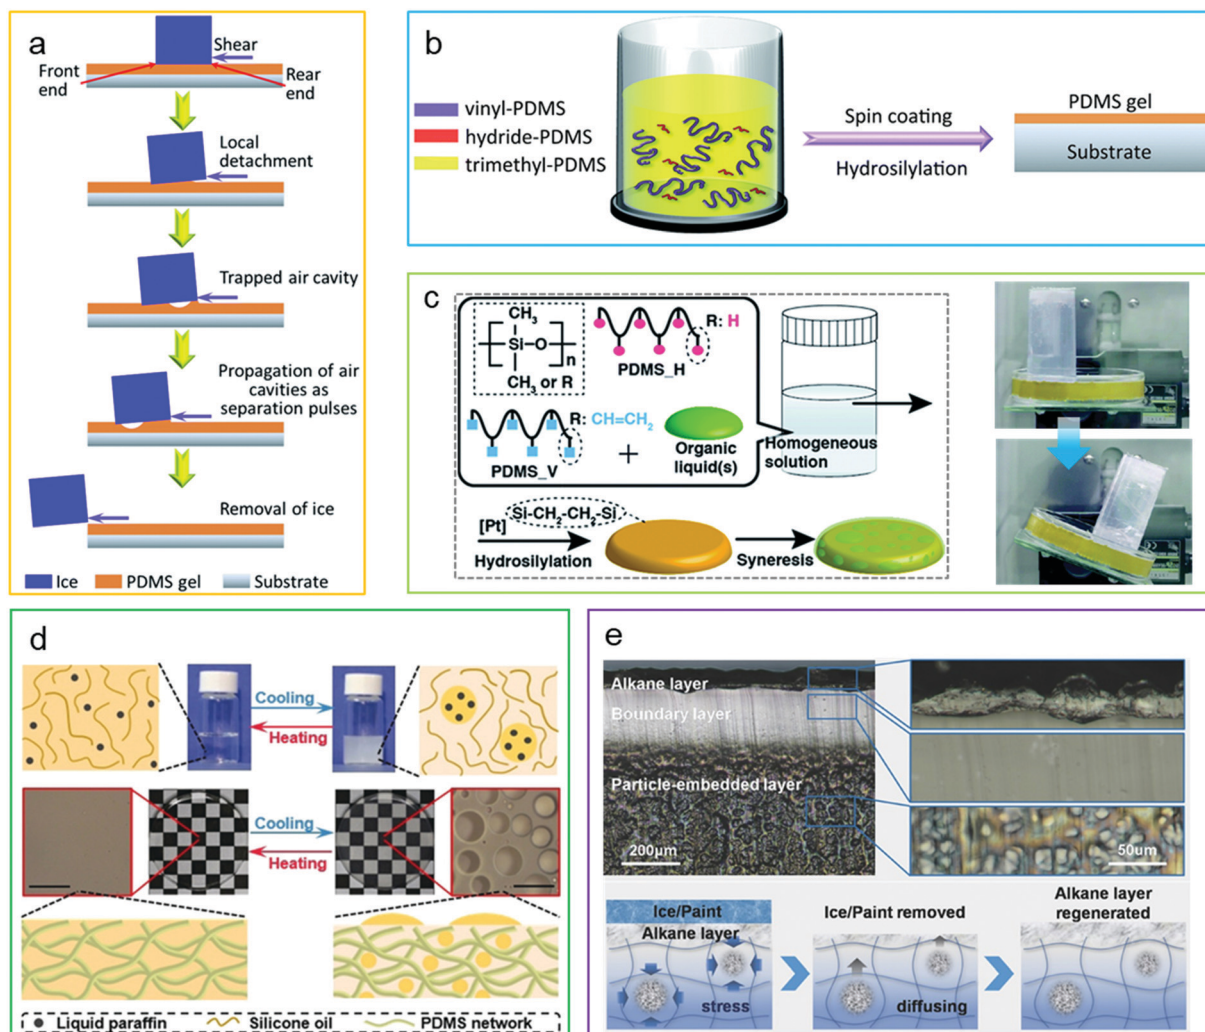 a
Shear
Front
end
Rear
end
Local
detachment
Trapped air cavity
Propagation of air
cavities as
separation pulses
Removal of ice
Ice
PDMS gel
Substrate
b
vinyl-PDMS
hydride-PDMS
trimethyl-PDMS
Spin coating
Hydrosilylation
PDMS gel
Substrate
c
CH3
Si
O
n
CH3 or R
R: H
PDMS_H
R: CH=CH2
PDMS_V
+
Organic
liquid(s)
Homogeneous
solution
[Pt]
Si-CH2-CH2-Si
Hydrosilylation
Syneresis
d
Cooling
Heating
Cooling
Heating
Liquid paraffin
Silicone oil
PDMS network
e
Alkane layer
Boundary layer
Particle-embedded layer
200μm
50um
Ice/Paint
Alkane layer
stress
Ice/Paint removed
diffusing
Alkane layer
regenerated